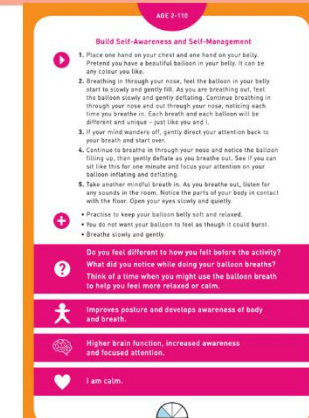 AGE 2-110
Build Self-Awareness and Self-Management
1. Place one hand on your chest and one hand on your belly.
Pretend you have a beautiful balloon in your belly. It can be
any colour you like.
2. Breathing in through your nose, feel the balloon in your belly
start to slowly and gently fill. As you are breathing out, feel
the balloon slowly and gently deflating. Continue breathing in
through your nose and out through your nose, noticing each
time you breathe in. Each breath and each balloon will be
different and unique – just like you and I.
3. If your mind wanders off, gently direct your attention back to
your breath and start over.
4. Continue to breathe in through your nose and notice the balloon
filling up, then gently deflate as you breathe out. See if you can
sit like this for one minute and focus your attention on your
balloon inflating and deflating.
5. Take another mindful breath in. As you breathe out, listen for
any sounds in the room. Notice the parts of your body in contact
with the floor. Open your eyes slowly and quietly.
• Practise to keep your balloon belly soft and relaxed.
• You do not want your balloon to feel as though it could burst.
• Breathe slowly and gently.
Do you feel different to how you felt before the activity?
What did you notice while doing your balloon breaths?
Think of a time when you might use the balloon breath
to help you feel more relaxed or calm.
Improves posture and develops awareness of body
and breath.
Higher brain function, increased awareness
and focused attention.
I am calm.